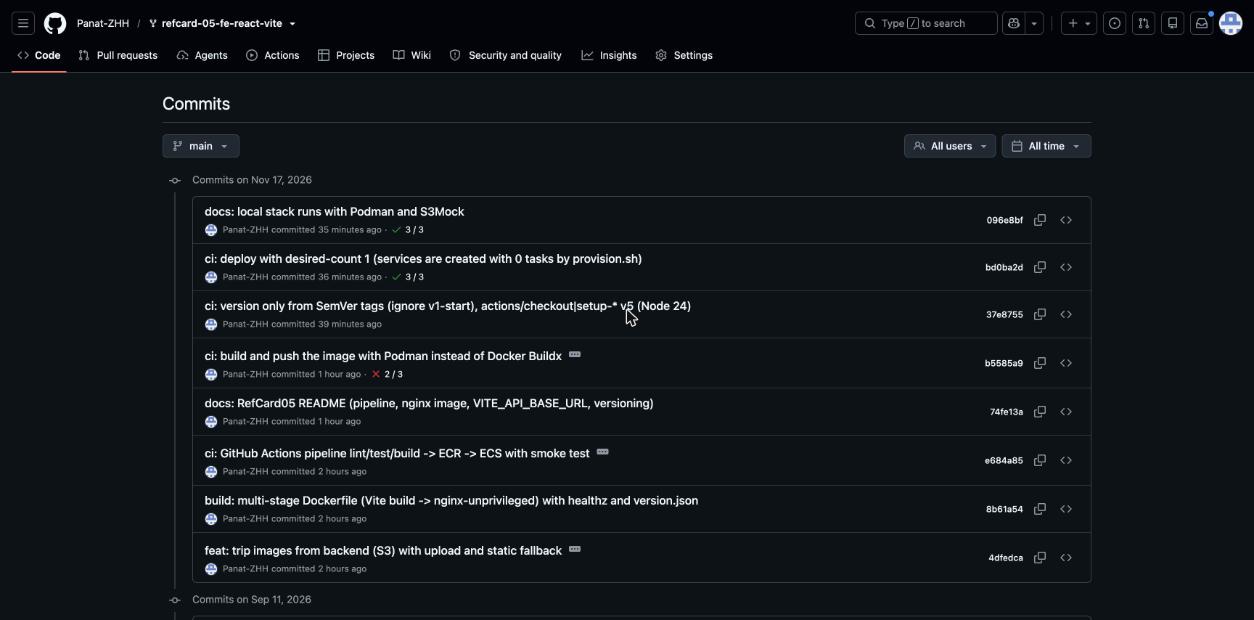 Panat-ZHH / refcard-05-fe-react-vite
Type / to search
Code Pull requests Agents Actions Projects Wiki Security and quality Insights Settings
Commits
main All users All time
Commits on Nov 17, 2026
docs: local stack runs with Podman and S3Mock
Panat-ZHH committed 35 minutes ago · 3 / 3
096e8bf
ci: deploy with desired-count 1 (services are created with 0 tasks by provision.sh)
Panat-ZHH committed 36 minutes ago · 3 / 3
bd0ba2d
ci: version only from SemVer tags (ignore v1-start), actions/checkout|setup-* v5 (Node 24)
Panat-ZHH committed 39 minutes ago
37e8755
ci: build and push the image with Podman instead of Docker Buildx
Panat-ZHH committed 1 hour ago · 2 / 3
b5585a9
docs: RefCard05 README (pipeline, nginx image, VITE_API_BASE_URL, versioning)
Panat-ZHH committed 1 hour ago
74fe13a
ci: GitHub Actions pipeline lint/test/build -> ECR -> ECS with smoke test
Panat-ZHH committed 2 hours ago
e684a85
build: multi-stage Dockerfile (Vite build -> nginx-unprivileged) with healthz and version.json
Panat-ZHH committed 2 hours ago
8b61a54
feat: trip images from backend (S3) with upload and static fallback
Panat-ZHH committed 2 hours ago
4dfedca
Commits on Sep 11, 2026